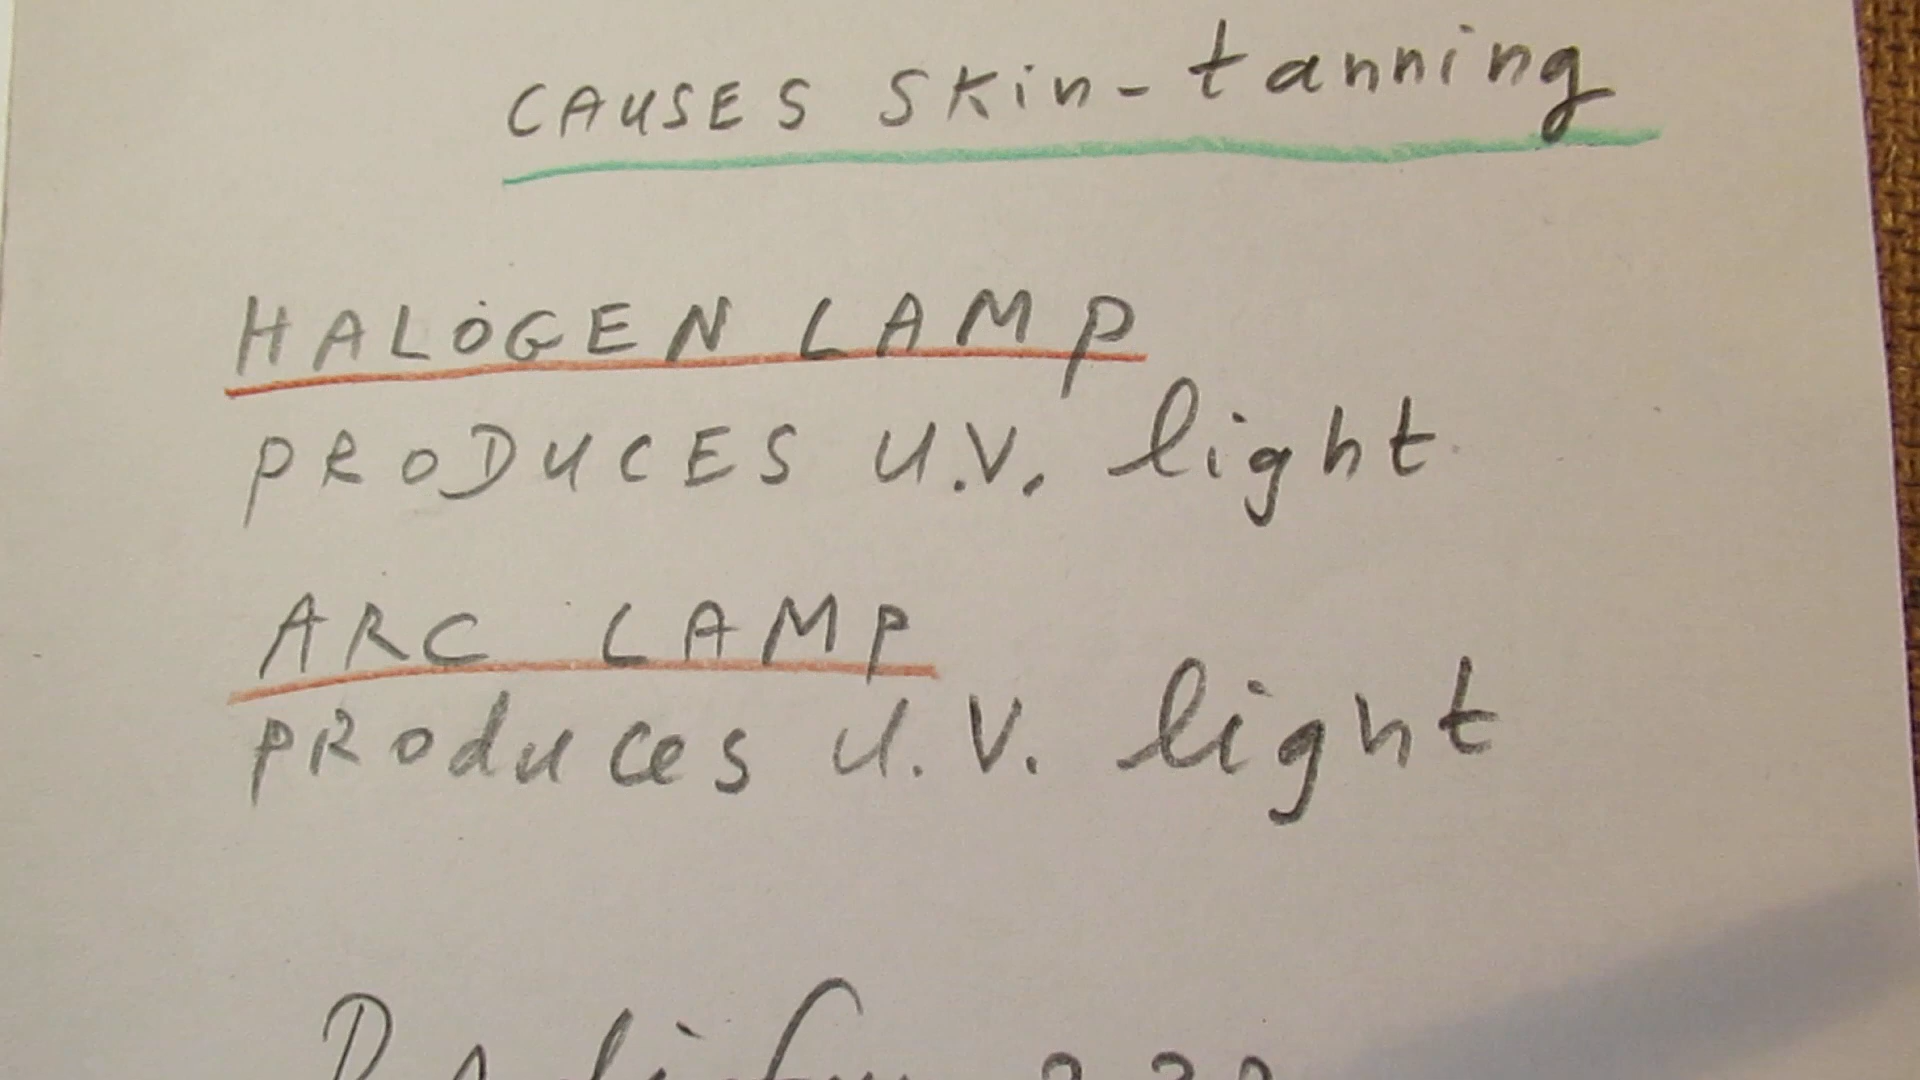 CAUSES SKin-tanning
HALOGEN LAMP
PRODUCES U.V. light
ARC LAMP
PRoduces U.V. light